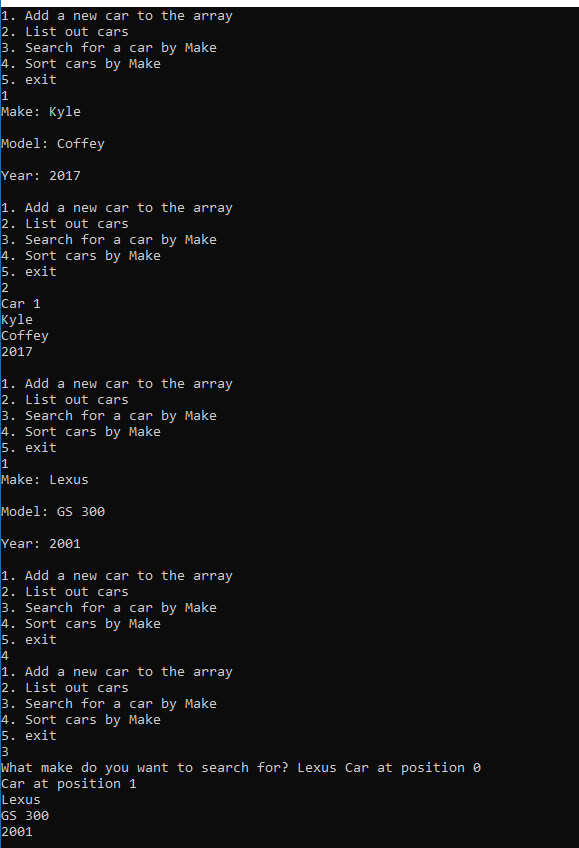 1. Add a new car to the array
2. List out cars
3. Search for a car by Make
4. Sort cars by Make
5. exit
1
Make: Kyle
Model: Coffey
Year: 2017
1. Add a new car to the array
2. List out cars
3. Search for a car by Make
4. Sort cars by Make
5. exit
2
Car 1
Kyle
Coffey
2017
1. Add a new car to the array
2. List out cars
3. Search for a car by Make
4. Sort cars by Make
5. exit
1
Make: Lexus
Model: GS 300
Year: 2001
1. Add a new car to the array
2. List out cars
3. Search for a car by Make
4. Sort cars by Make
5. exit
4
1. Add a new car to the array
2. List out cars
3. Search for a car by Make
4. Sort cars by Make
5. exit
3
What make do you want to search for? Lexus Car at position 0
Car at position 1
Lexus
GS 300
2001